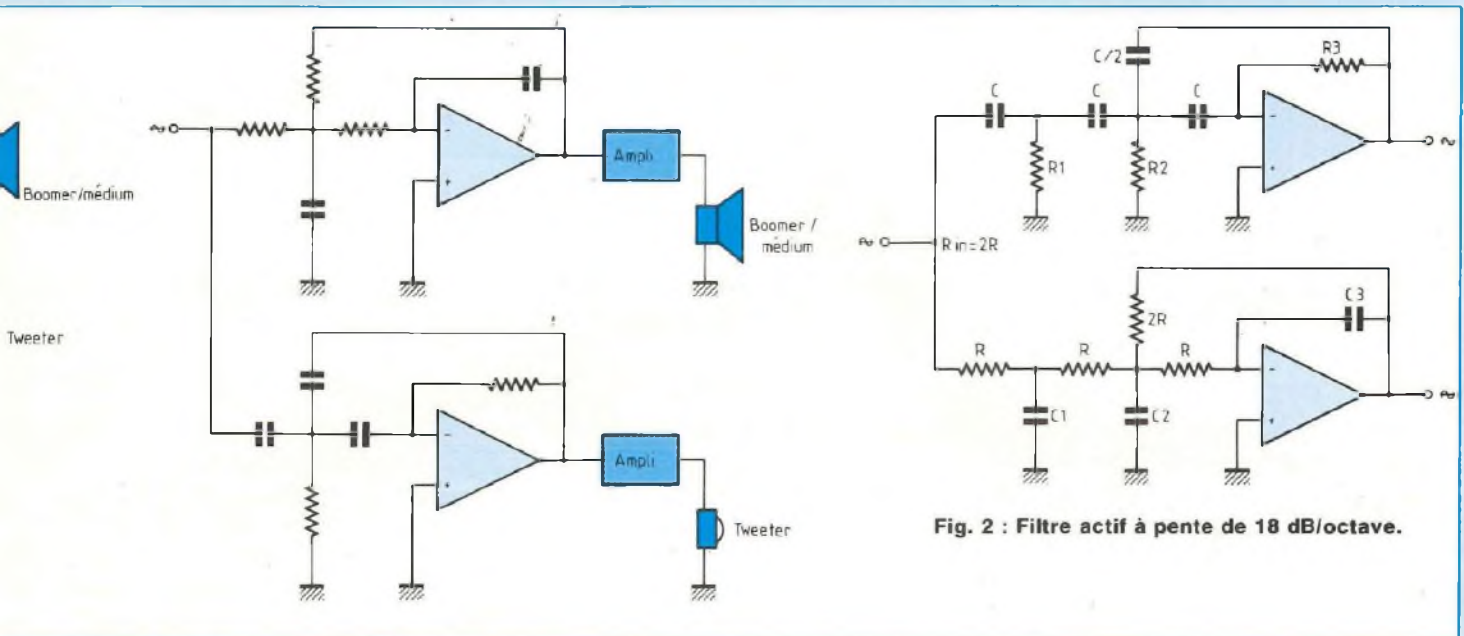 Boomer/médium
Tweeter
Ampli
Boomer /
médium
Ampli
Tweeter
C/2
R3
C
C
C
R1
R2
R in=2R
2R
C3
R
R
R
C1
C2
Fig. 2 : Filtre actif à pente de 18 dB/octave.